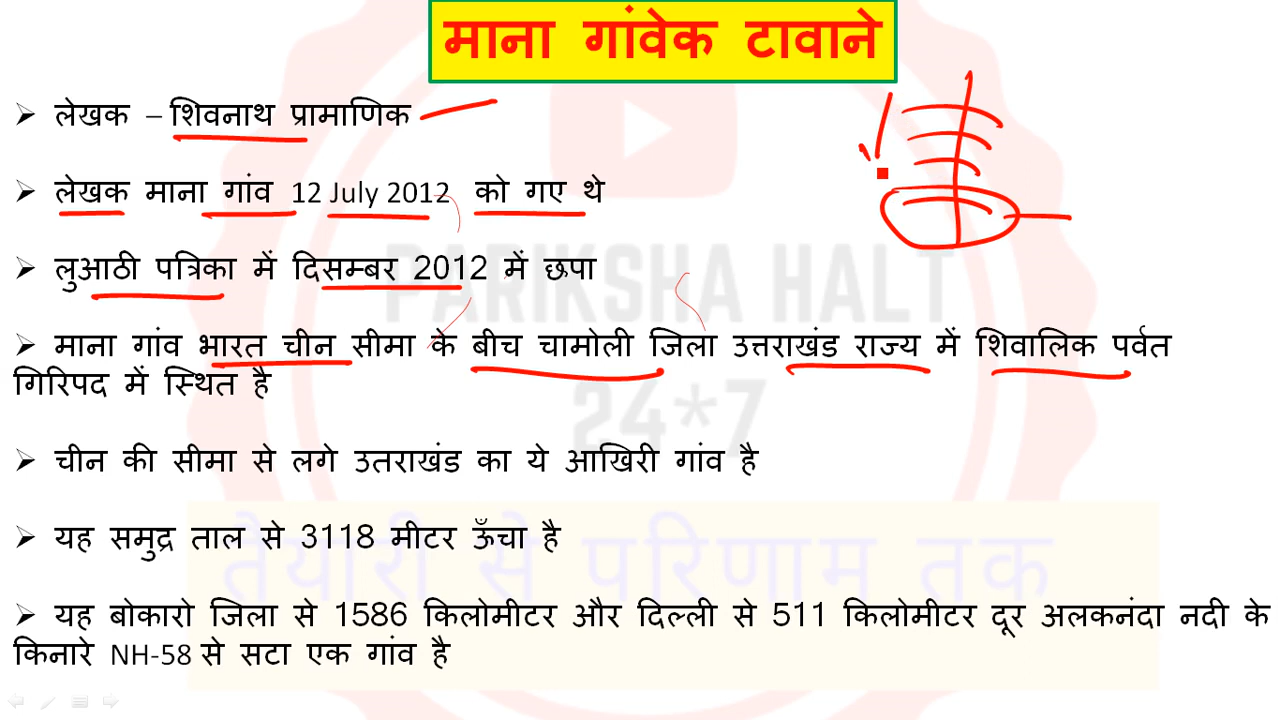 माना गांवेक टावाने
➢ लेखक – शिवनाथ प्रामाणिक
➢ लेखक माना गांव 12 July 2012 को गए थे
➢ लुआठी पत्रिका में दिसम्बर 2012 में छपा
➢ माना गांव भारत चीन सीमा के बीच चामोली जिला उत्तराखंड राज्य में शिवालिक पर्वत
गिरिपद में स्थित है
➢ चीन की सीमा से लगे उतराखंड का ये आखिरी गांव है
➢ यह समुद्र ताल से 3118 मीटर ऊँचा है
➢ यह बोकारो जिला से 1586 किलोमीटर और दिल्ली से 511 किलोमीटर दूर अलकनंदा नदी के
किनारे NH-58 से सटा एक गांव है
PARIKSHA HALT
24*7
तैयारी से परिणाम तक